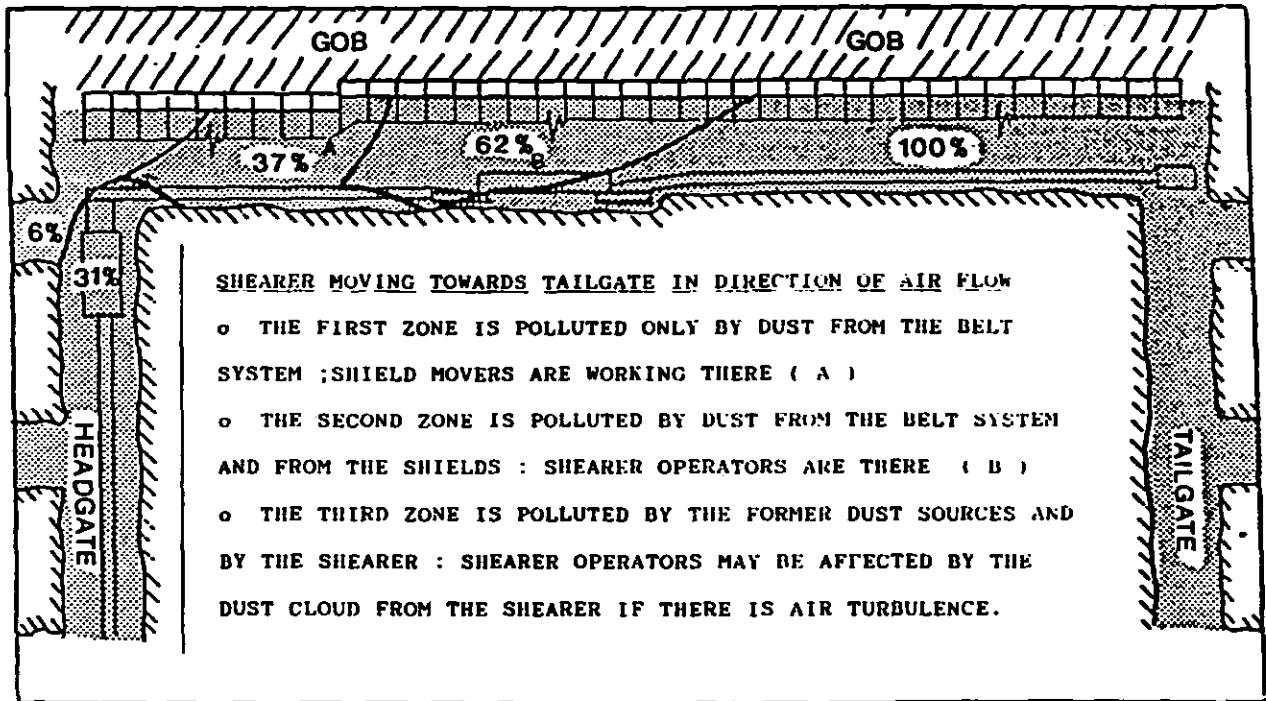 GOB GOB
37% A 62% B 100%
6%
31%
HEADGATE
TAILGATE
SHEARER MOVING TOWARDS TAILGATE IN DIRECTION OF AIR FLOW
o THE FIRST ZONE IS POLLUTED ONLY BY DUST FROM THE BELT
SYSTEM ;SHIELD MOVERS ARE WORKING THERE ( A )
o THE SECOND ZONE IS POLLUTED BY DUST FROM THE BELT SYSTEM
AND FROM THE SHIELDS : SHEARER OPERATORS ARE THERE ( B )
o THE THIRD ZONE IS POLLUTED BY THE FORMER DUST SOURCES AND
BY THE SHEARER : SHEARER OPERATORS MAY BE AFFECTED BY THE
DUST CLOUD FROM THE SHEARER IF THERE IS AIR TURBULENCE.